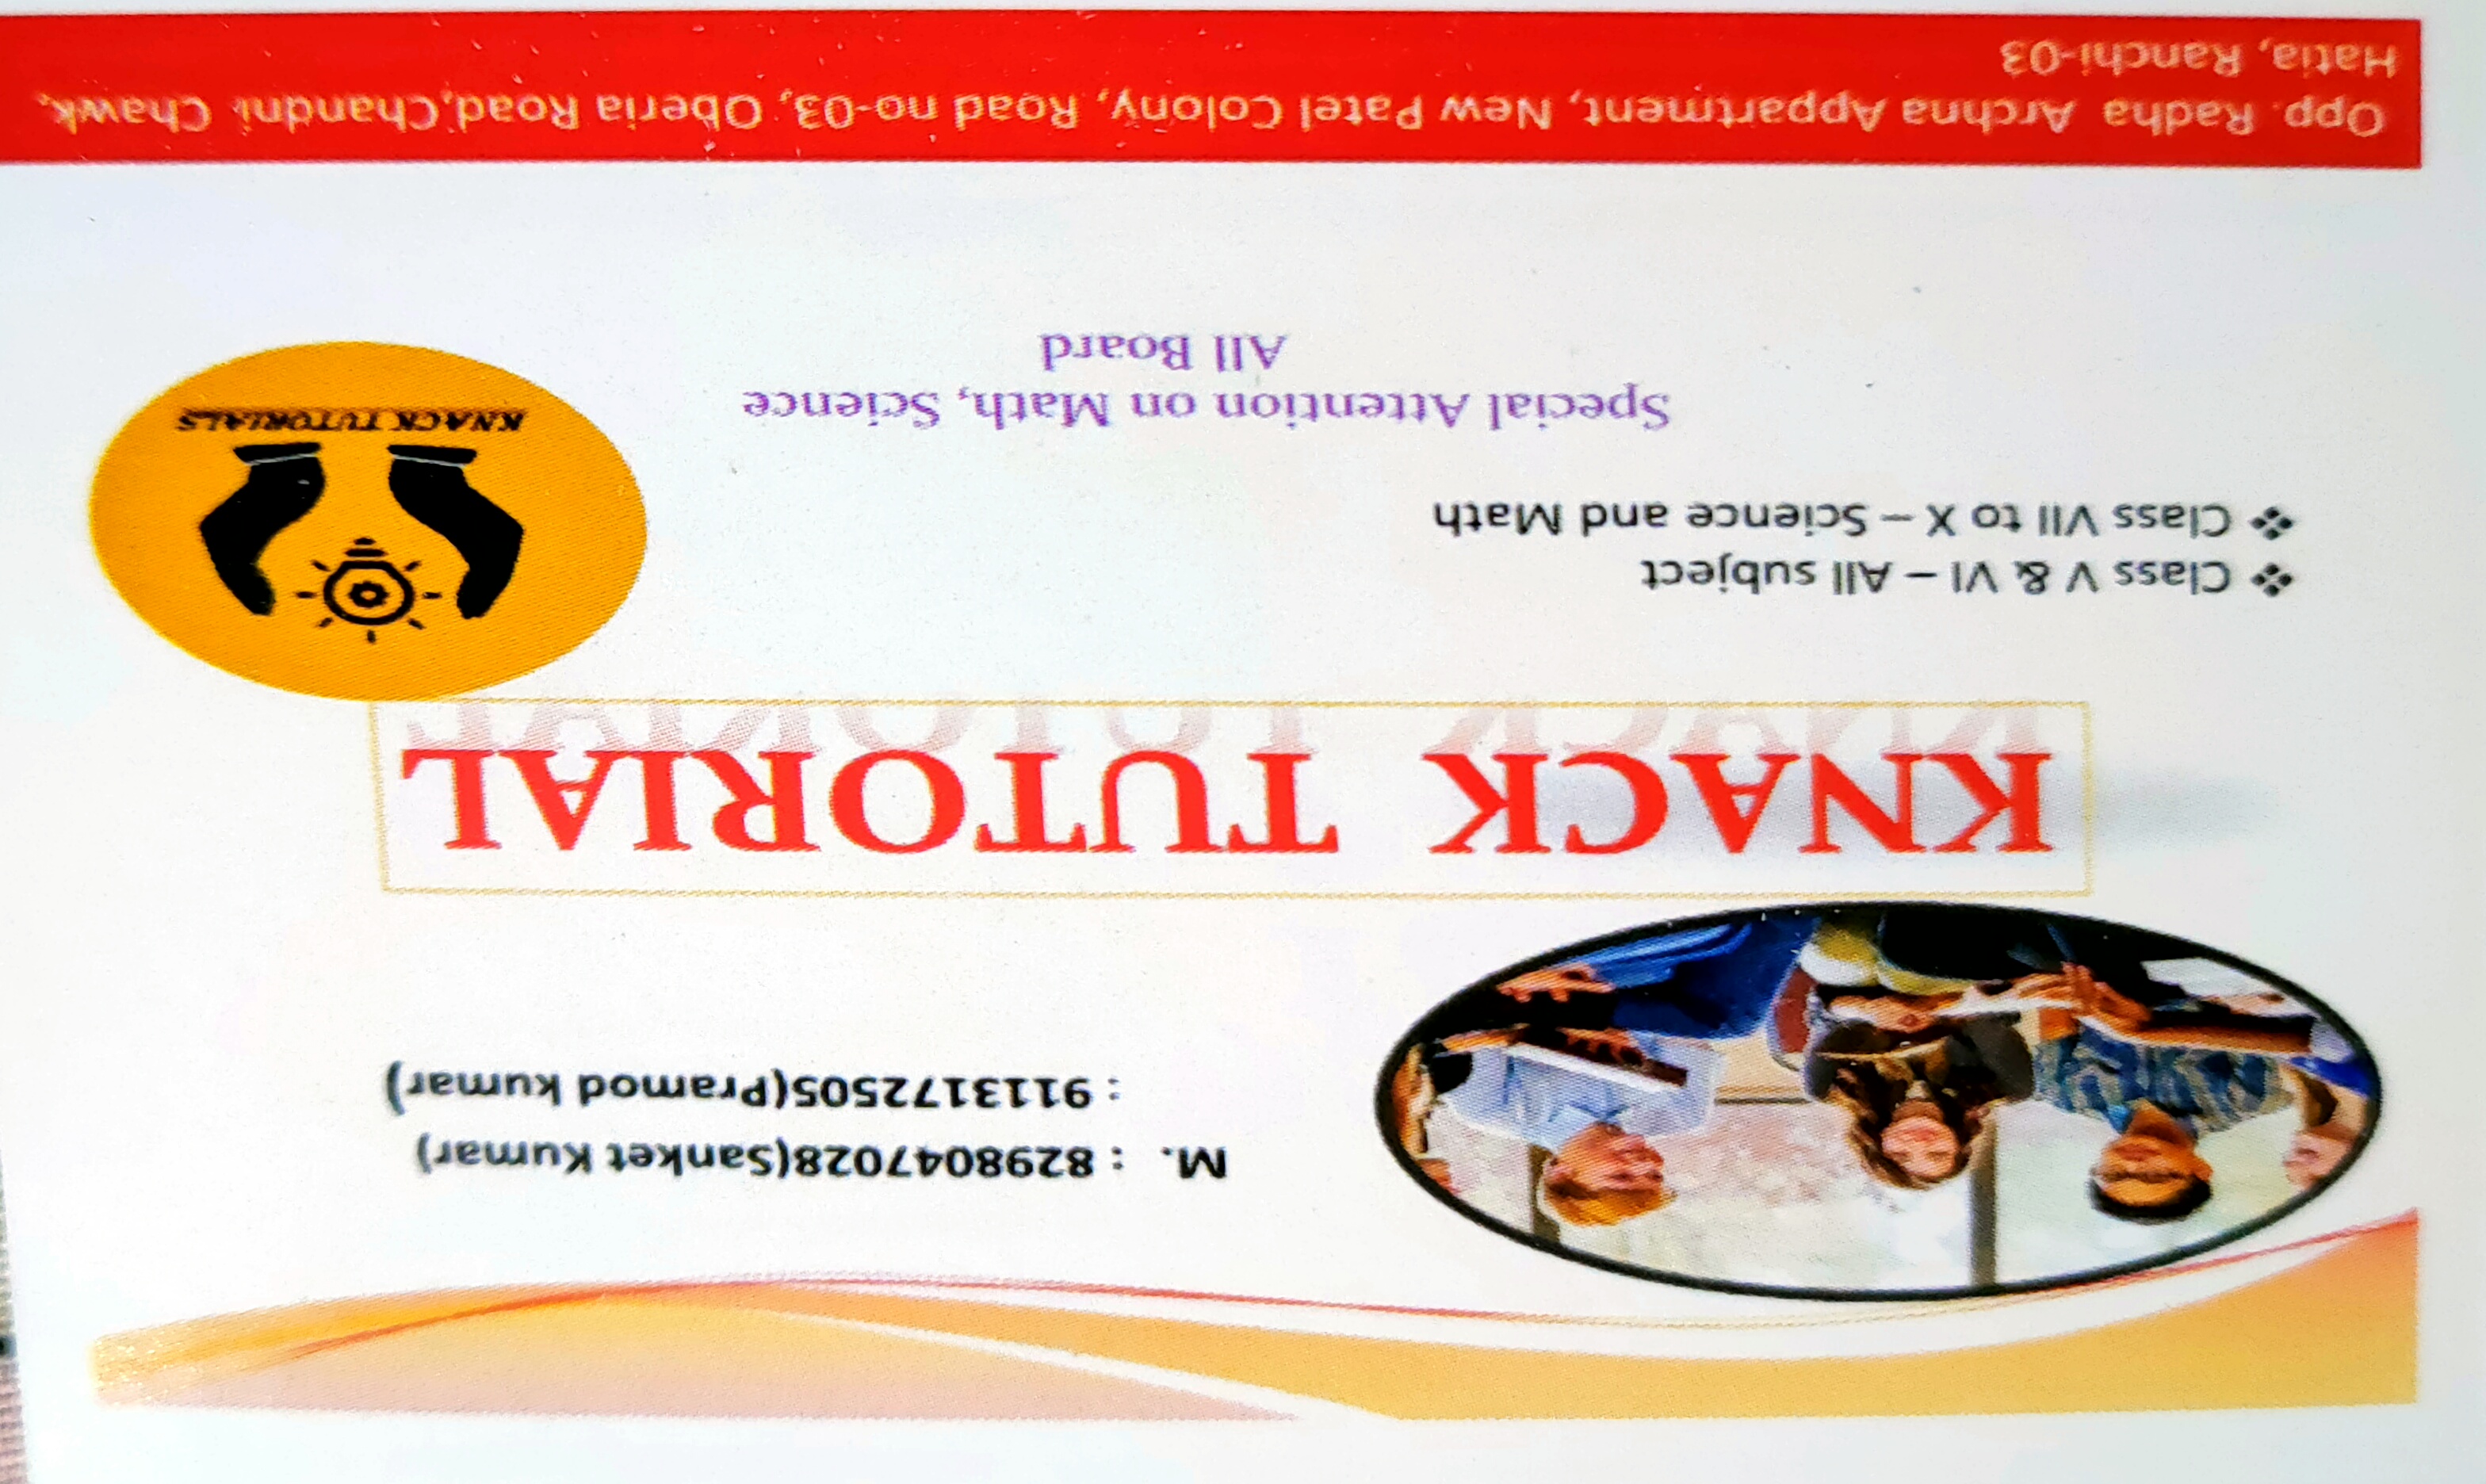 M. : 8298047028(Sanket Kumar)
: 9113172505(Pramod kumar)
KNACK TUTORIAL
❖ Class V & VI – All subject
❖ Class VII to X – Science and Math
KNACK TUTORIALS
Special Attention on Math, Science
All Board
Opp. Radha Archna Appartment, New Patel Colony, Road no-03, Oberia Road,Chandni Chawk,
Hatia, Ranchi-03